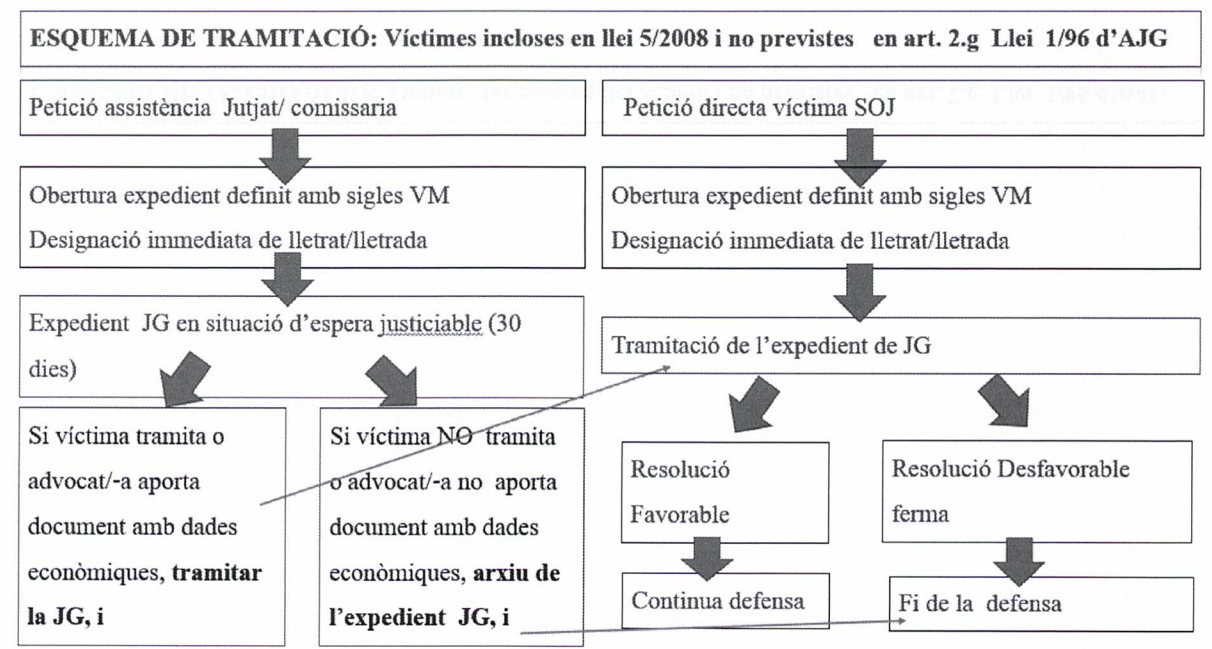 ESQUEMA DE TRAMITACIÓ: Víctimes incloses en llei 5/2008 i no previstes en art. 2.g Llei 1/96 d'AJG
Petició assistència Jutjat/ comissaria
Obertura expedient definit amb sigles VM
Designació immediata de lletrat/lletrada
Expedient JG en situació d'espera justiciable (30
dies)
Si víctima tramita o
advocat/-a aporta
document amb dades
econòmiques, tramitar
la JG, i
Si víctima NO tramita
o advocat/-a no aporta
document amb dades
econòmiques, arxiu de
l'expedient JG, i
Petició directa víctima SOJ
Obertura expedient definit amb sigles VM
Designació immediata de lletrat/lletrada
Tramitació de l'expedient de JG
Resolució
Favorable
Continua defensa
Resolució Desfavorable
ferma
Fi de la defensa